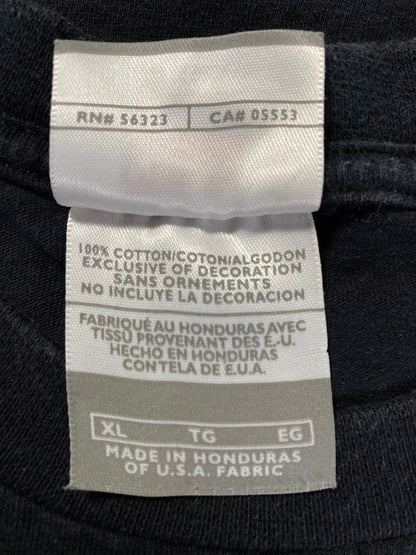 RN# 56323 CA# 05553
100% COTTON/COTON/ALGODON
EXCLUSIVE OF DECORATION
SANS ORNEMENTS
NO INCLUYE LA DECORACION
FABRIQUÉ AU HONDURAS AVEC
TISSU PROVENANT DES É.-U.
HECHO EN HONDURAS
CON TELA DE E.U.A.
XL TG EG
MADE IN HONDURAS
OF U.S.A. FABRIC